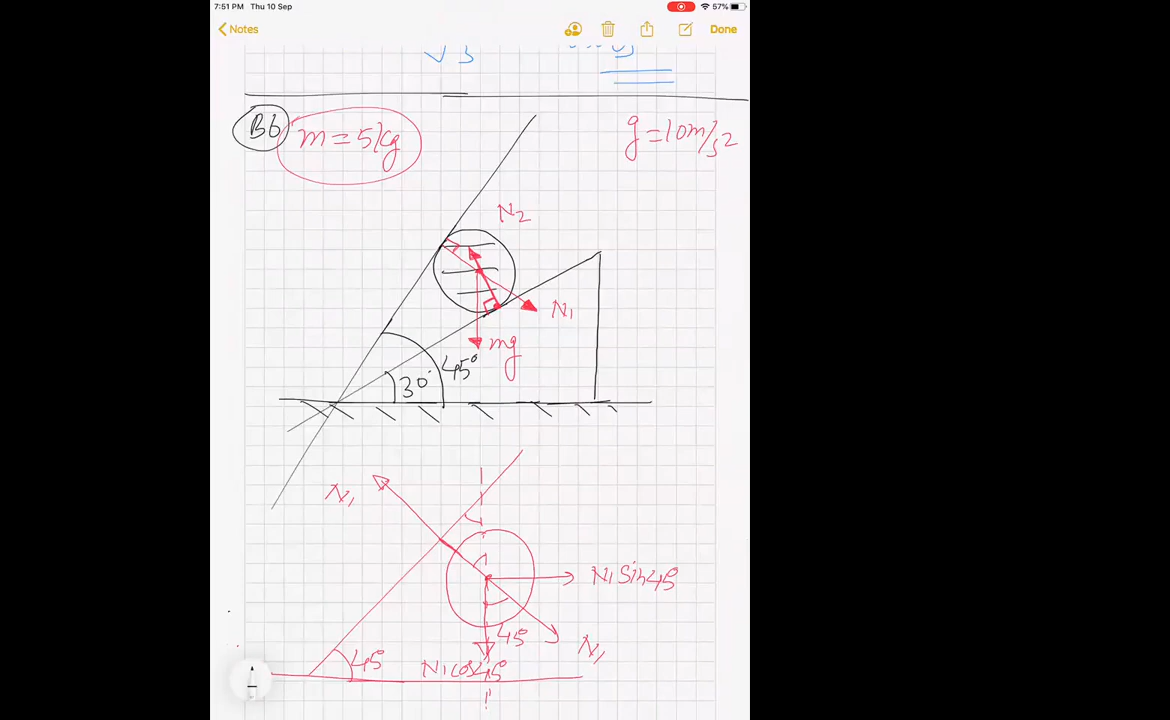 7:51 PM Thu 10 Sep
57%
Notes
Done
B6
m = 5kg
g = 10m/s2
N2
N1
mg
30°
45°
N1
N1 Sin45°
45°
N1
45°
N1cos45°